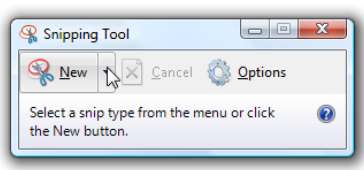 Snipping Tool
New Cancel Options
Select a snip type from the menu or click
the New button.